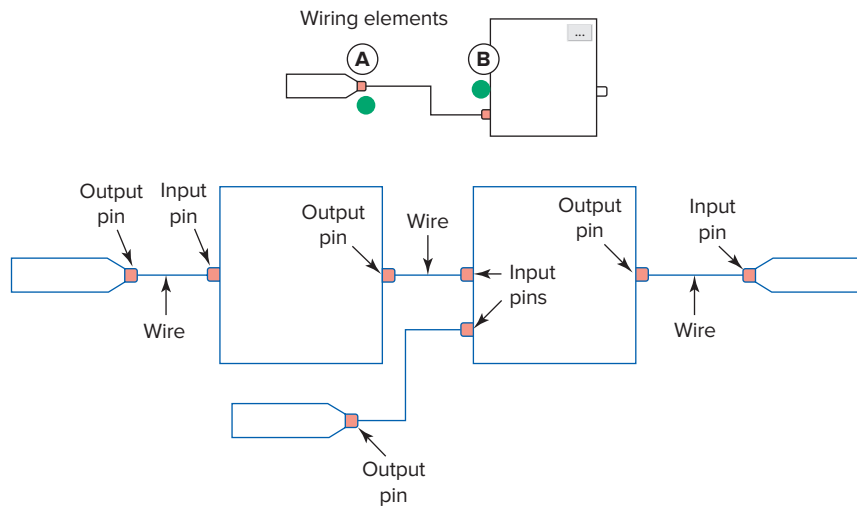 Wiring elements
...
A
B
Output
pin
Input
pin
Output
pin
Wire
Output
pin
Input
pin
Input
pins
Wire
Wire
Output
pin